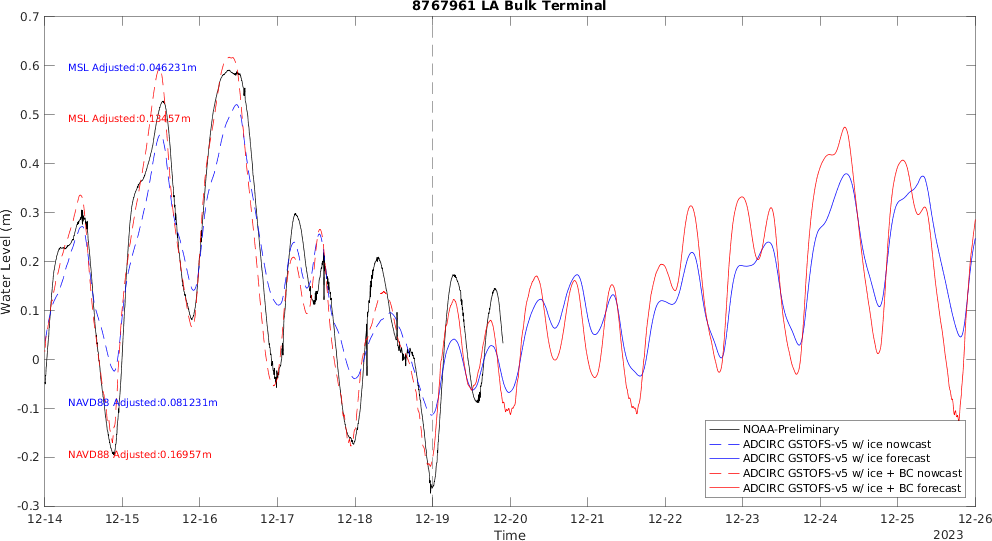 8767961 LA Bulk Terminal
0.7
0.6
0.5
0.4
0.3
0.2
0.1
0
-0.1
-0.2
-0.3
Water Level (m)
MSL Adjusted:0.046231m
MSL Adjusted:0.13457m
NAVD88 Adjusted:0.081231m
NAVD88 Adjusted:0.16957m
NOAA-Preliminary
ADCIRC GSTOFS-v5 w/ ice nowcast
ADCIRC GSTOFS-v5 w/ ice forecast
ADCIRC GSTOFS-v5 w/ ice + BC nowcast
ADCIRC GSTOFS-v5 w/ ice + BC forecast
12-14 12-15 12-16 12-17 12-18 12-19 12-20 12-21 12-22 12-23 12-24 12-25 12-26
Time
2023